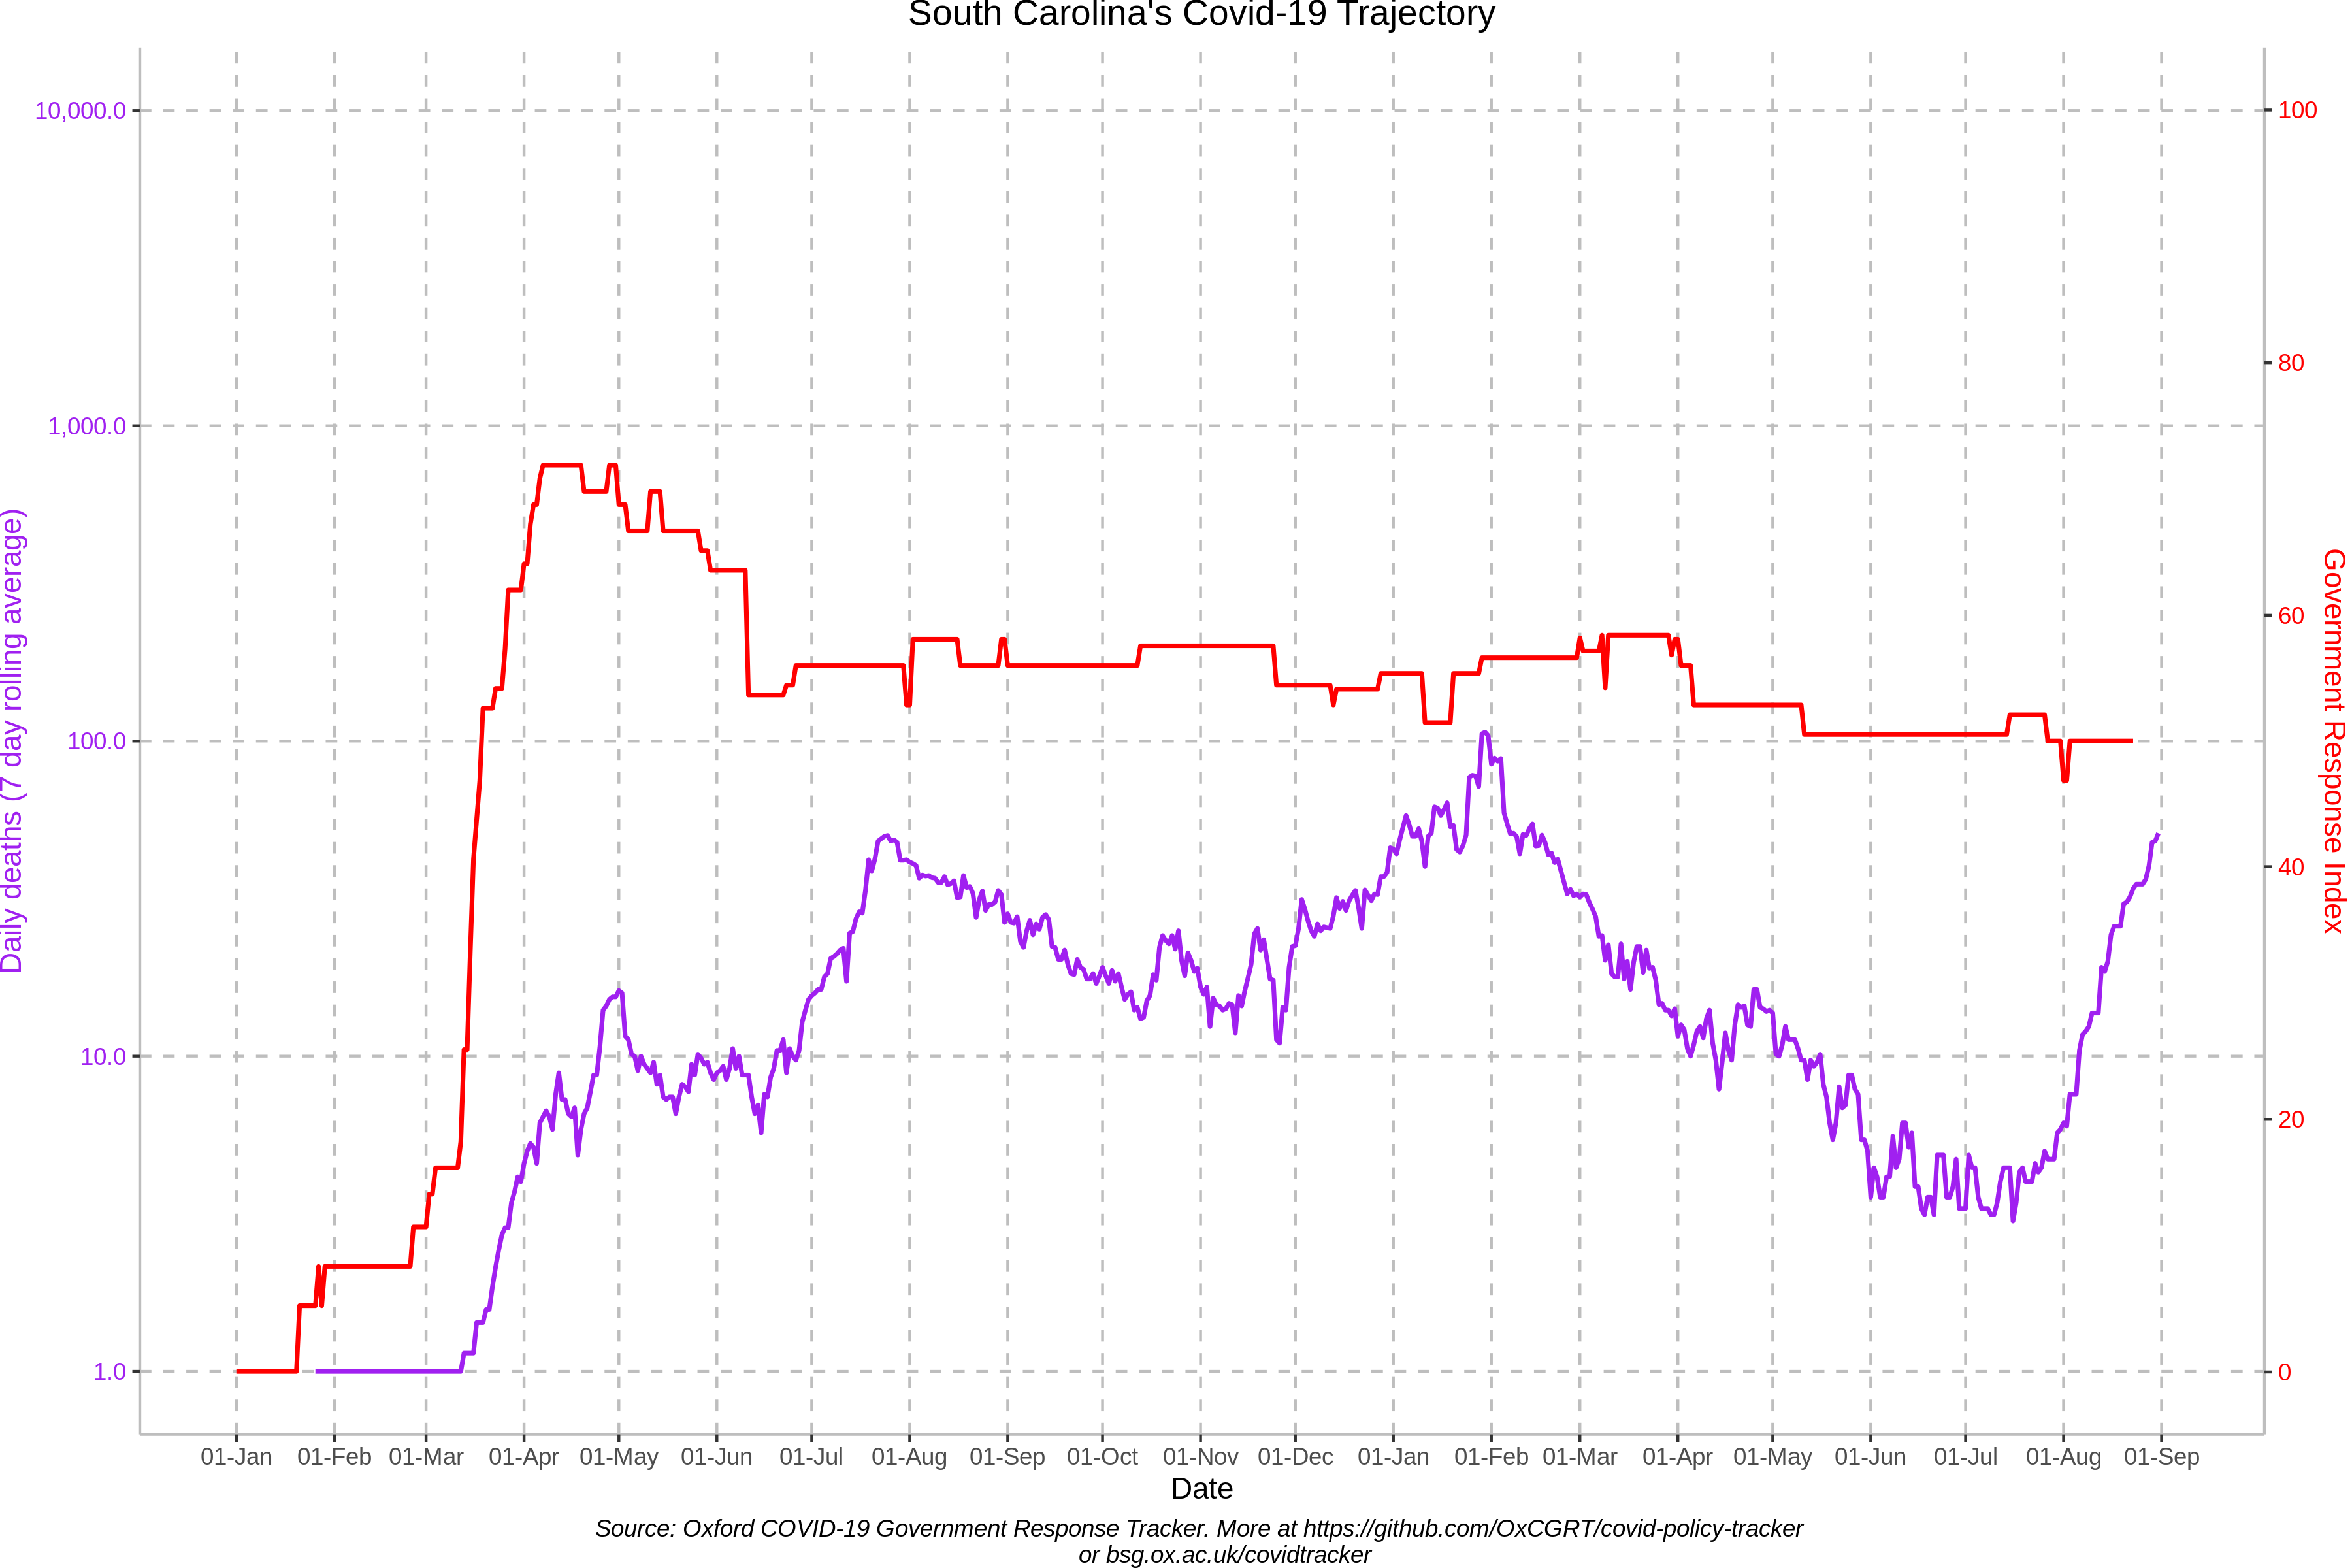 South Carolina's Covid-19 Trajectory
10,000.0
1,000.0
100.0
10.0
1.0
Daily deaths (7 day rolling average)
100
80
60
40
20
0
Government Response Index
01-Jan 01-Feb 01-Mar 01-Apr 01-May 01-Jun 01-Jul 01-Aug 01-Sep 01-Oct 01-Nov 01-Dec 01-Jan 01-Feb 01-Mar 01-Apr 01-May 01-Jun 01-Jul 01-Aug 01-Sep
Date
Source: Oxford COVID-19 Government Response Tracker. More at https://github.com/OxCGRT/covid-policy-tracker
or bsg.ox.ac.uk/covidtracker